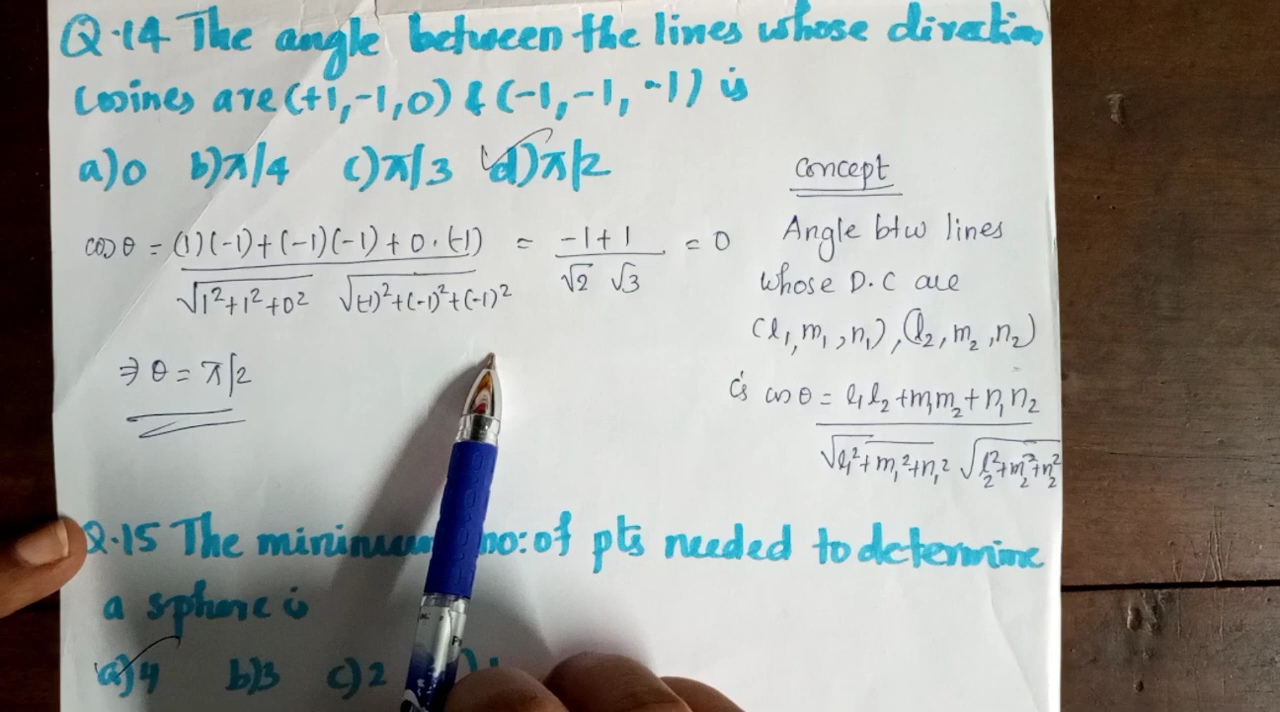 Q.14 The angle between the lines whose direction
cosines are (+1,-1,0) & (-1,-1,-1) is
a)0 b)π/4 c)π/3 d)π/2
cosθ = (1)(-1)+(-1)(-1)+0.(-1) / √1²+1²+0² √(-1)²+(-1)²+(-1)² = -1+1 / √2 √3 = 0
⇒ θ = π/2
concept
Angle btw lines
whose D.C are
(l₁,m₁,n₁),(l₂,m₂,n₂)
is cosθ = l₁l₂+m₁m₂+n₁n₂
√l₁²+m₁²+n₁² √l₂²+m₂²+n₂²
Q.15 The no: of pts needed to determine
a sphere is
a)4 b)3 c)2